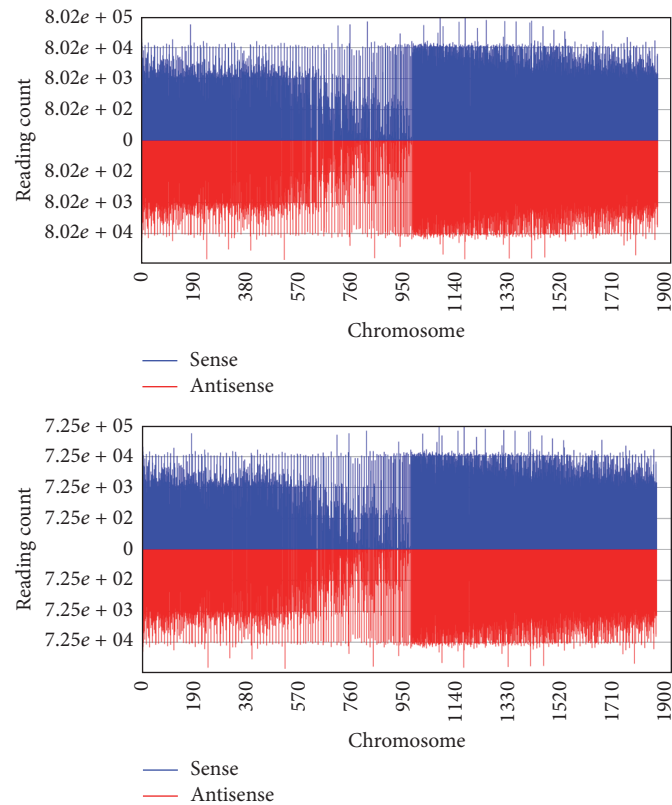 8.02e + 05
8.02e + 04
8.02e + 03
8.02e + 02
0
8.02e + 02
8.02e + 03
8.02e + 04
Reading count
0
190
380
570
760
950
1140
1330
1520
1710
1900
Chromosome
Sense
Antisense
7.25e + 05
7.25e + 04
7.25e + 03
7.25e + 02
0
7.25e + 02
7.25e + 03
7.25e + 04
Reading count
0
190
380
570
760
950
1140
1330
1520
1710
1900
Chromosome
Sense
Antisense